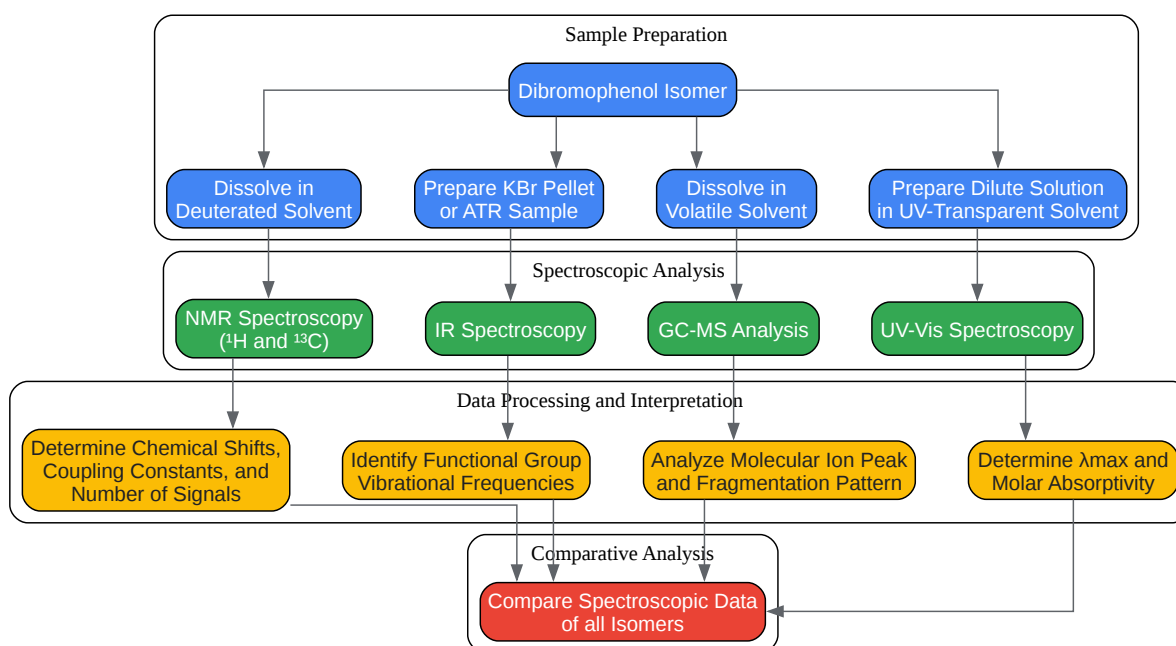 Sample Preparation
Dibromophenol Isomer
Dissolve in
Deuterated Solvent
Prepare KBr Pellet
or ATR Sample
Dissolve in
Volatile Solvent
Prepare Dilute Solution
in UV-Transparent Solvent
Spectroscopic Analysis
NMR Spectroscopy
(¹H and ¹³C)
IR Spectroscopy
GC-MS Analysis
UV-Vis Spectroscopy
Data Processing and Interpretation
Determine Chemical Shifts,
Coupling Constants, and
Number of Signals
Identify Functional Group
Vibrational Frequencies
Analyze Molecular Ion Peak
and Fragmentation Pattern
Determine λmax and
Molar Absorptivity
Comparative Analysis
Compare Spectroscopic Data
of all Isomers